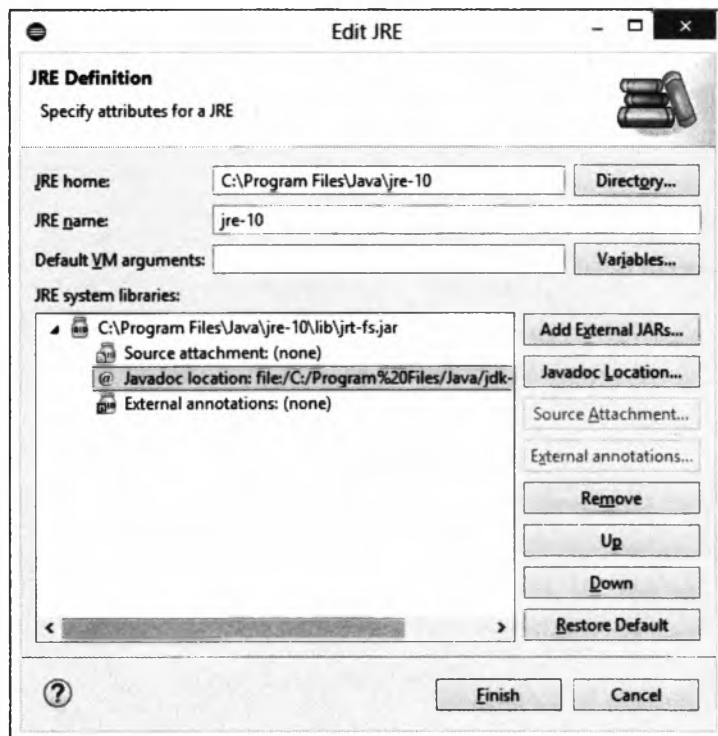 Edit JRE
JRE Definition
Specify attributes for a JRE
JRE home: C:\Program Files\Java\jre-10 Directory...
JRE name: jre-10
Default VM arguments: Variables...
JRE system libraries:
C:\Program Files\Java\jre-10\lib\jrt-fs.jar
Source attachment: (none)
@ Javadoc location: file:/C:/Program%20Files/Java/jdk-
External annotations: (none)
Add External JARs...
Javadoc Location...
Source Attachment...
External annotations...
Remove
Up
Down
Restore Default
Finish Cancel